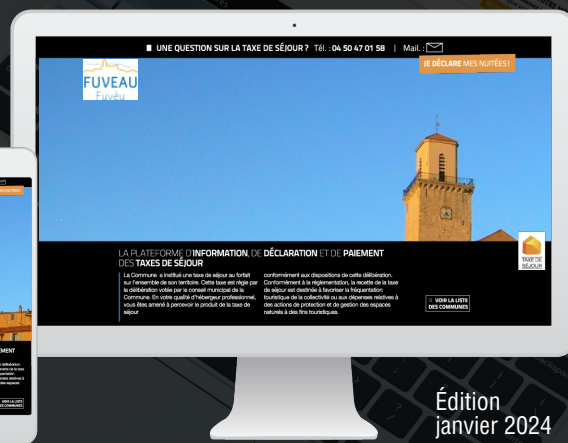 ■ UNE QUESTION SUR LA TAXE DE SÉJOUR ? Tél. : 04 50 47 01 58 | Mail. :
JE DÉCLARE MES NUITÉES !
FUVEAU
Fuvèu
LA PLATEFORME D'INFORMATION, DE DÉCLARATION ET DE PAIEMENT
DES TAXES DE SÉJOUR
La Commune a institué une taxe de séjour au forfait
sur l'ensemble de son territoire. Cette taxe est régie par
la délibération votée par le conseil municipal de la
Commune. En votre qualité d'hébergeur professionnel,
vous êtes amené à percevoir le produit de la taxe de
séjour
conformément aux dispositions de cette délibération.
Conformément à la réglementation, la recette de la taxe
de séjour est destinée à favoriser la fréquentation
touristique de la collectivité ou aux dépenses relatives à
des actions de protection et de gestion des espaces
naturels à des fins touristiques.
TAXE DE
SÉJOUR
VOIR LA LISTE
DES COMMUNES
Édition
janvier 2024